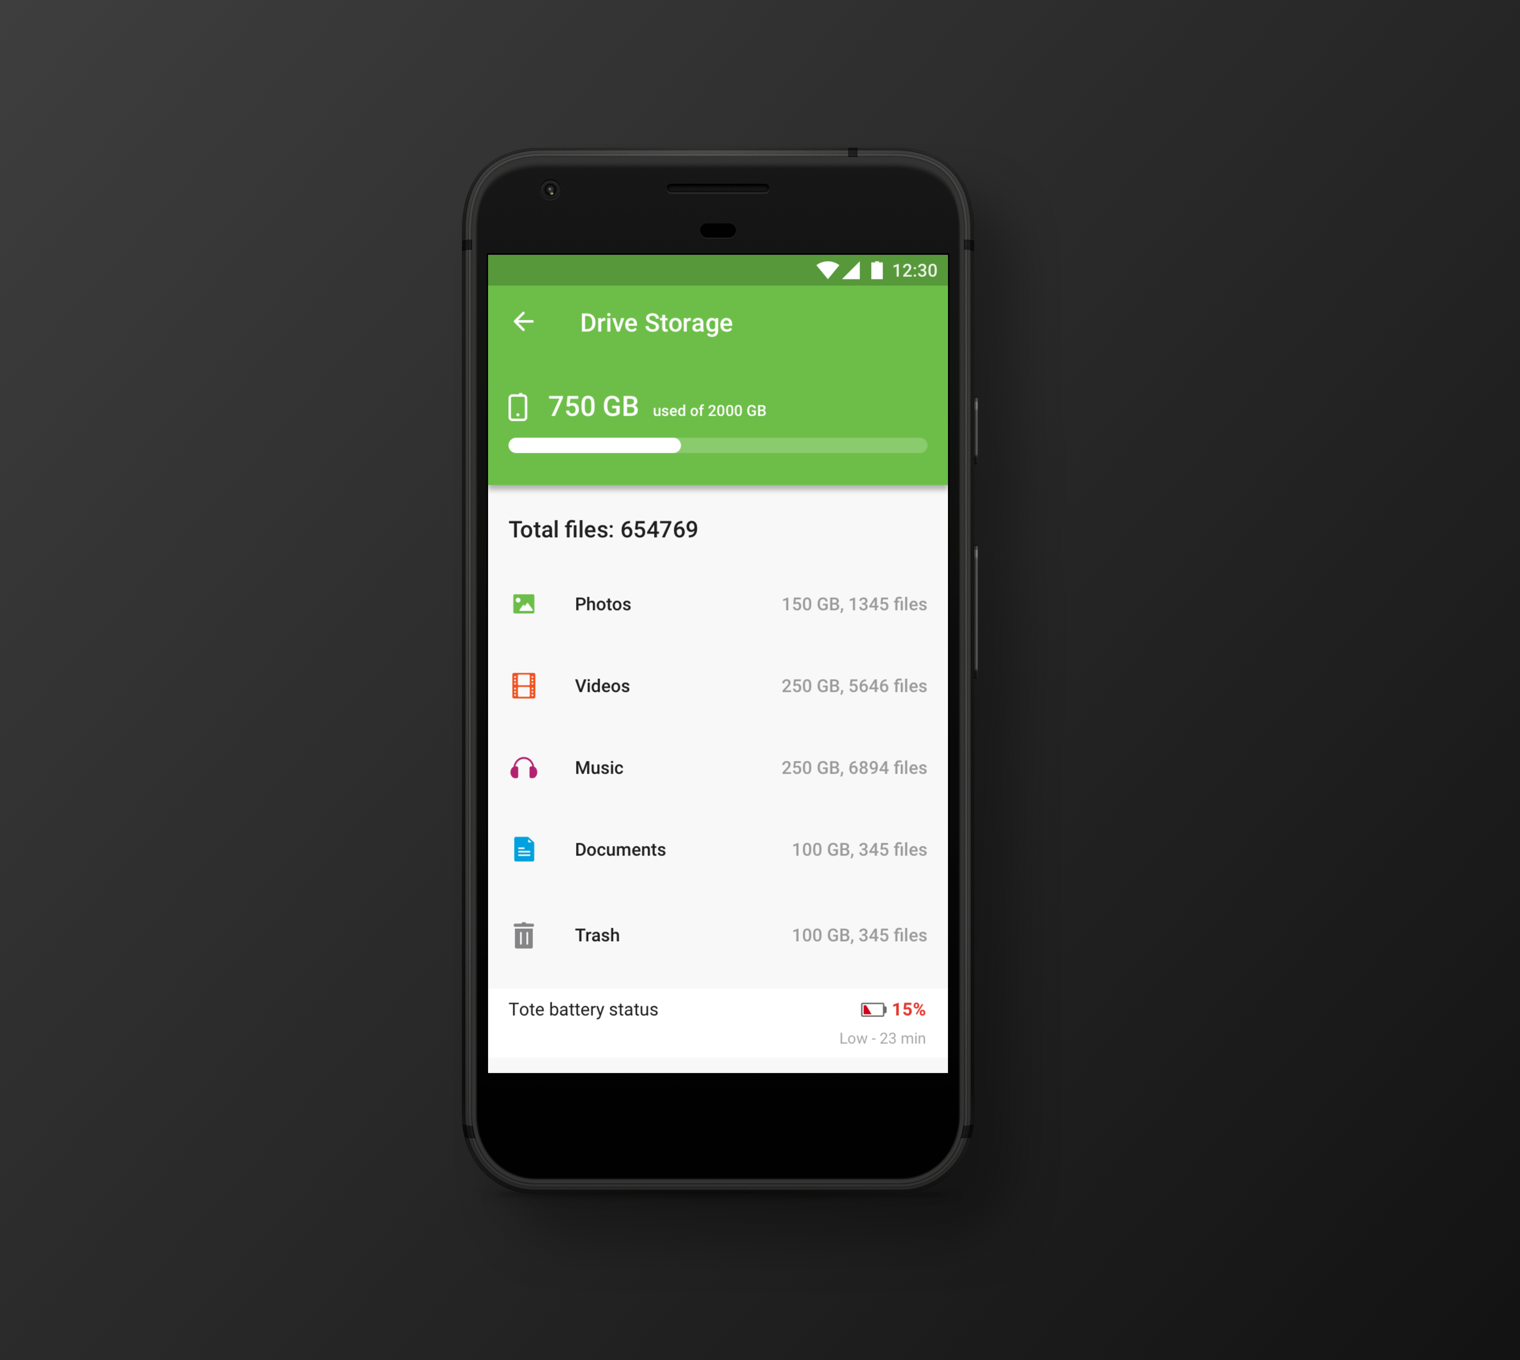 12:30
Drive Storage
750 GB used of 2000 GB
Total files: 654769
Photos 150 GB, 1345 files
Videos 250 GB, 5646 files
Music 250 GB, 6894 files
Documents 100 GB, 345 files
Trash 100 GB, 345 files
Tote battery status 15%
Low - 23 min